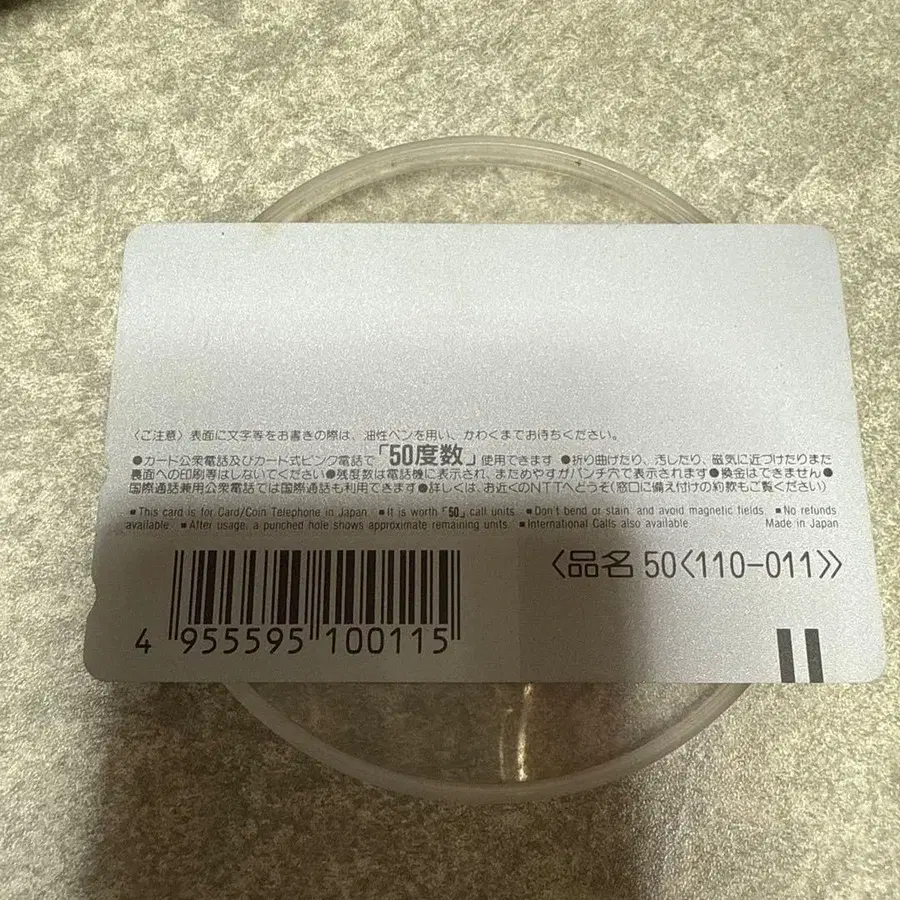 〈ご注意〉表面に文字等をお書きの際は、油性ペンを用い、かわくまでお待ちください。
●カード公衆電話及びカード式ピンク電話で「50度数」使用できます ●折り曲げたり、汚したり、磁気に近づけたりまた
裏面への印刷等はしないでください●残度数は電話機に表示され、まためやすがパンチ穴で表示されます●換金はできません●
国際通話兼用公衆電話では国際通話も利用できます●詳しくは、お近くのNTTへどうぞ(窓口に備え付けの約款もご覧ください)
■This card is for Card/Coin Telephone in Japan. ■It is worth「50」call units. ■Don't bend or stain, and avoid magnetic fields. ■No refunds
available. ■After usage, a punched hole shows approximate remaining units. ■International Calls also available. Made in Japan
〈品名 50〈110-011〉〉
4 955595 100115